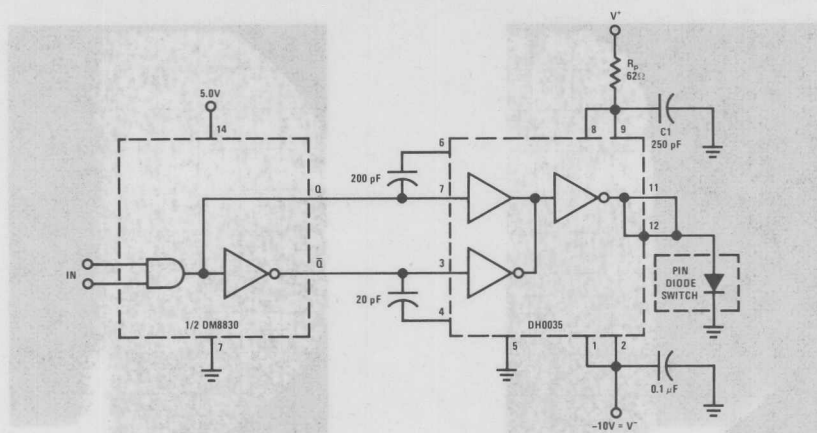 V⁺
Rₚ
62Ω
5.0V
14
8
9
C1
250 pF
6
200 pF
Q
7
11
12
IN
Q̅
3
PIN
DIODE
SWITCH
20 pF
4
1/2 DM8830
DH0035
7
5
1
2
0.1 μF
−10V = V⁻